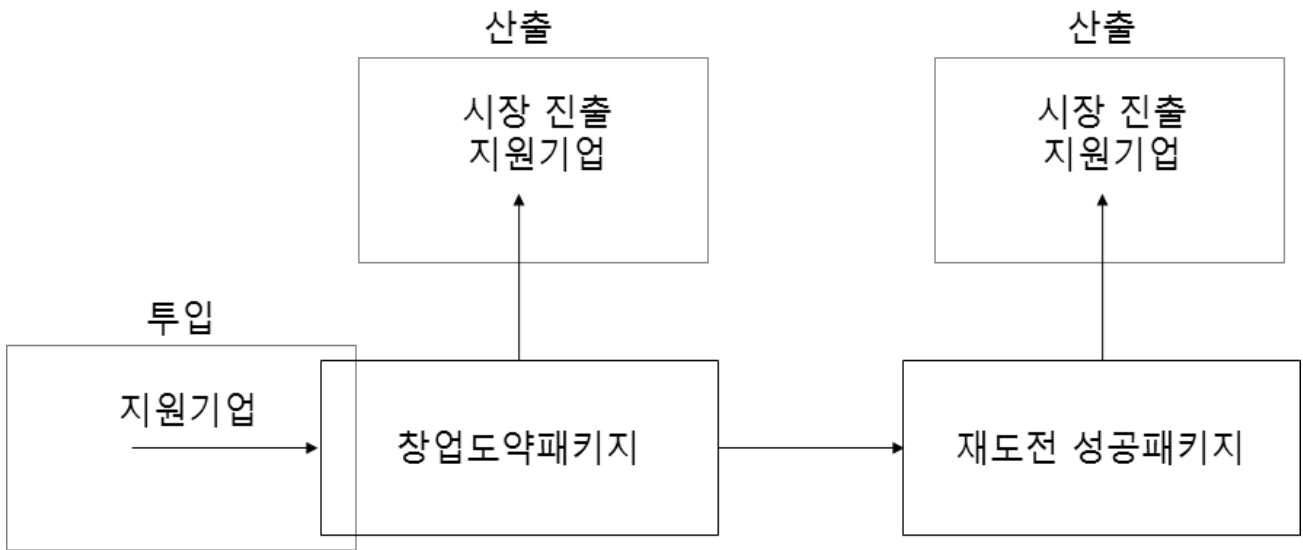 산출
시장 진출
지원기업
산출
시장 진출
지원기업
투입
지원기업
창업도약패키지
재도전 성공패키지